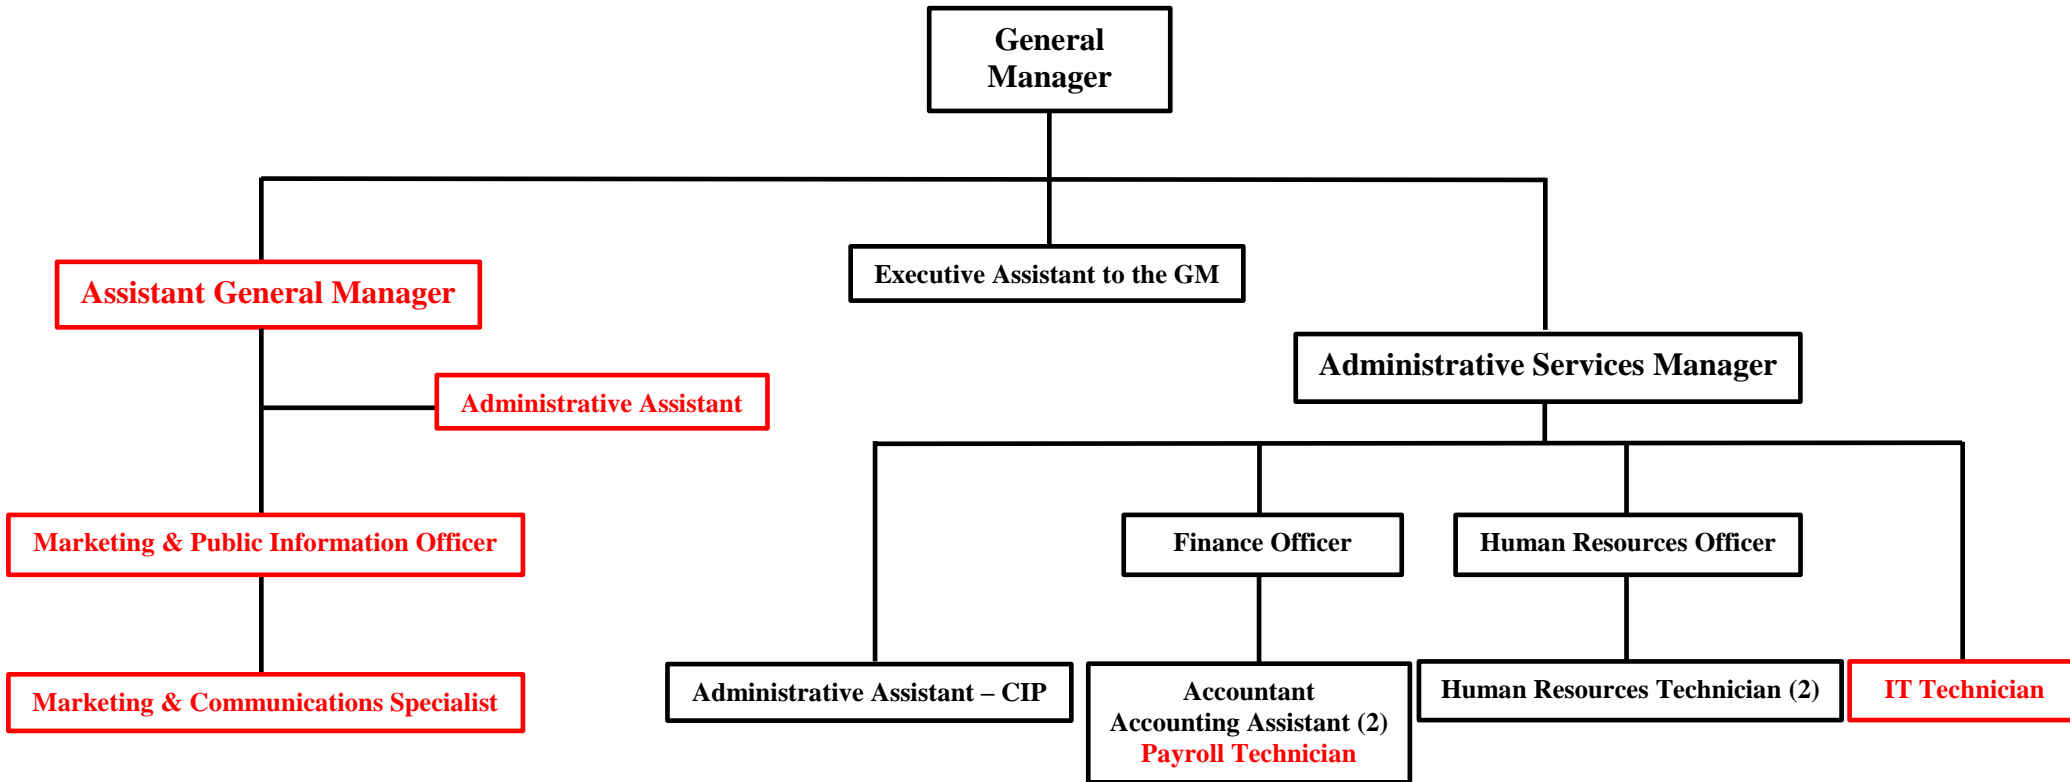 General
Manager
Executive Assistant to the GM
Assistant General Manager
Administrative Services Manager
Administrative Assistant
Marketing & Public Information Officer
Finance Officer
Human Resources Officer
Marketing & Communications Specialist
Administrative Assistant – CIP
Accountant
Accounting Assistant (2)
Payroll Technician
Human Resources Technician (2)
IT Technician